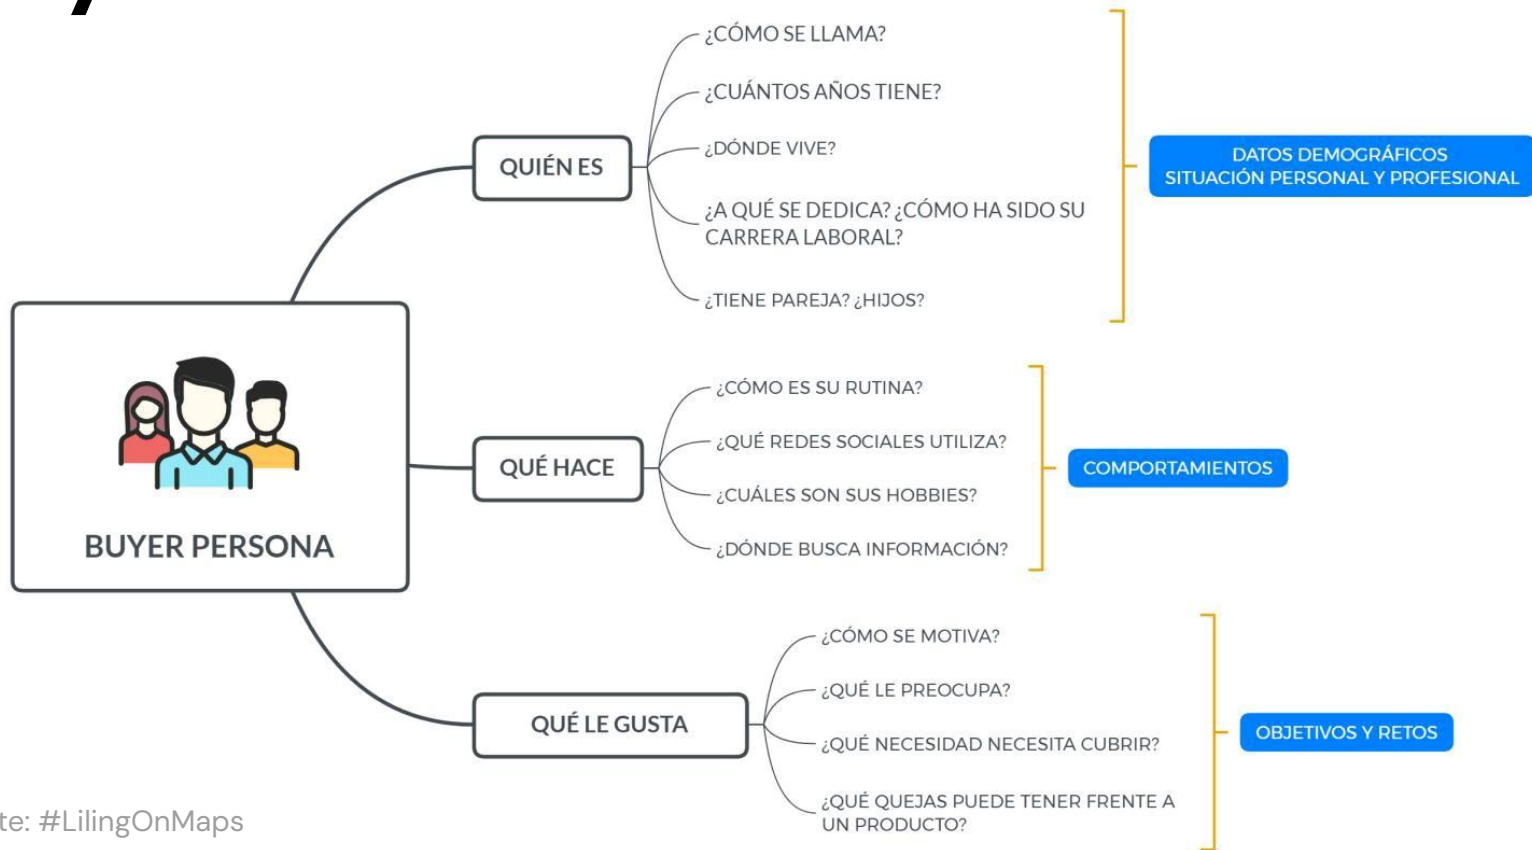 ¿CÓMO SE LLAMA?
¿CUÁNTOS AÑOS TIENE?
QUIÉN ES
¿DÓNDE VIVE?
¿A QUÉ SE DEDICA? ¿CÓMO HA SIDO SU
CARRERA LABORAL?
¿TIENE PAREJA? ¿HIJOS?
DATOS DEMOGRÁFICOS
SITUACIÓN PERSONAL Y PROFESIONAL
BUYER PERSONA
QUÉ HACE
¿CÓMO ES SU RUTINA?
¿QUÉ REDES SOCIALES UTILIZA?
¿CUÁLES SON SUS HOBBIES?
¿DÓNDE BUSCA INFORMACIÓN?
COMPORTAMIENTOS
QUÉ LE GUSTA
¿CÓMO SE MOTIVA?
¿QUÉ LE PREOCUPA?
¿QUÉ NECESIDAD NECESITA CUBRIR?
¿QUÉ QUEJAS PUEDE TENER FRENTE A
UN PRODUCTO?
OBJETIVOS Y RETOS
te: #LilingOnMaps